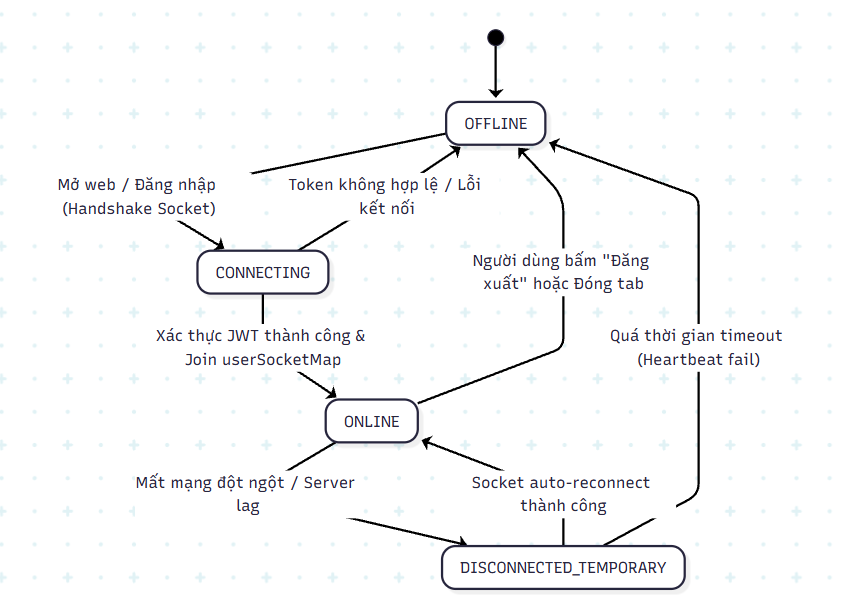 OFFLINE
Mở web / Đăng nhập
(Handshake Socket)
Token không hợp lệ / Lỗi
kết nối
CONNECTING
Người dùng bấm "Đăng
xuất" hoặc Đóng tab
Xác thực JWT thành công &
Join userSocketMap
Quá thời gian timeout
(Heartbeat fail)
ONLINE
Mất mạng đột ngột / Server
lag
Socket auto-reconnect
thành công
DISCONNECTED_TEMPORARY